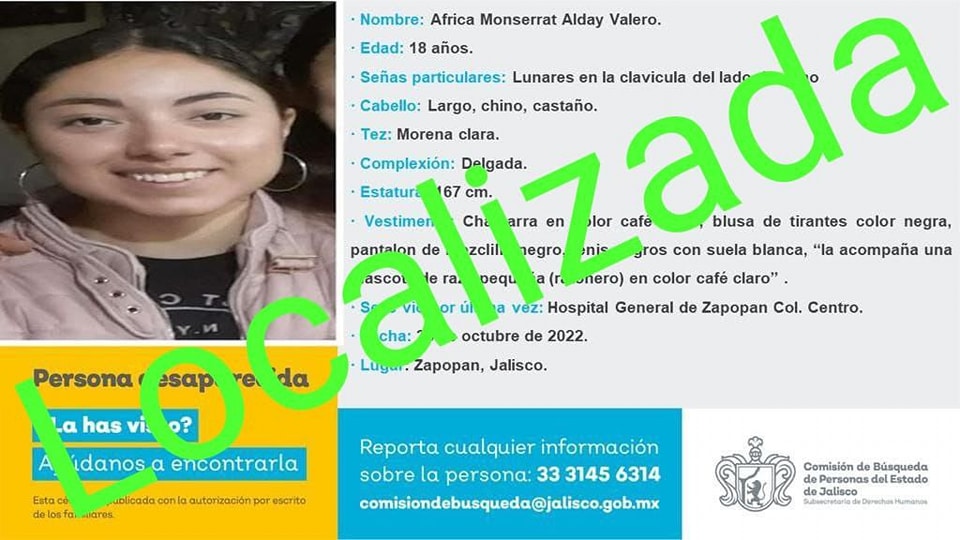 · Nombre: Africa Monserrat Alday Valero.
· Edad: 18 años.
· Señas particulares: Lunares en la clavicula del lado
· Cabello: Largo, chino, castaño.
· Tez: Morena clara.
· Complexión: Delgada.
· Estatura: 167 cm.
· Vestimenta: Chamarra en color café blusa de tirantes color negra,
pantalon de mezclilla negro, tenis negros con suela blanca, “la acompaña una
mascota de raza pequeña (ratonero) en color café claro” .
· Se le vio por última vez: Hospital General de Zapopan Col. Centro.
· Fecha: de octubre de 2022.
· Lugar: Zapopan, Jalisco.
Localizada
T C
N.Y.
Persona desaparecida
¿La has visto?
Ayúdanos a encontrarla
Esta cédula es publicada con la autorización por escrito
de los familiares.
Reporta cualquier información
sobre la persona: 33 3145 6314
comisiondebusqueda@jalisco.gob.mx
Comisión de Búsqueda
de Personas del Estado
de Jalisco
Subsecretaría de Derechos Humanos